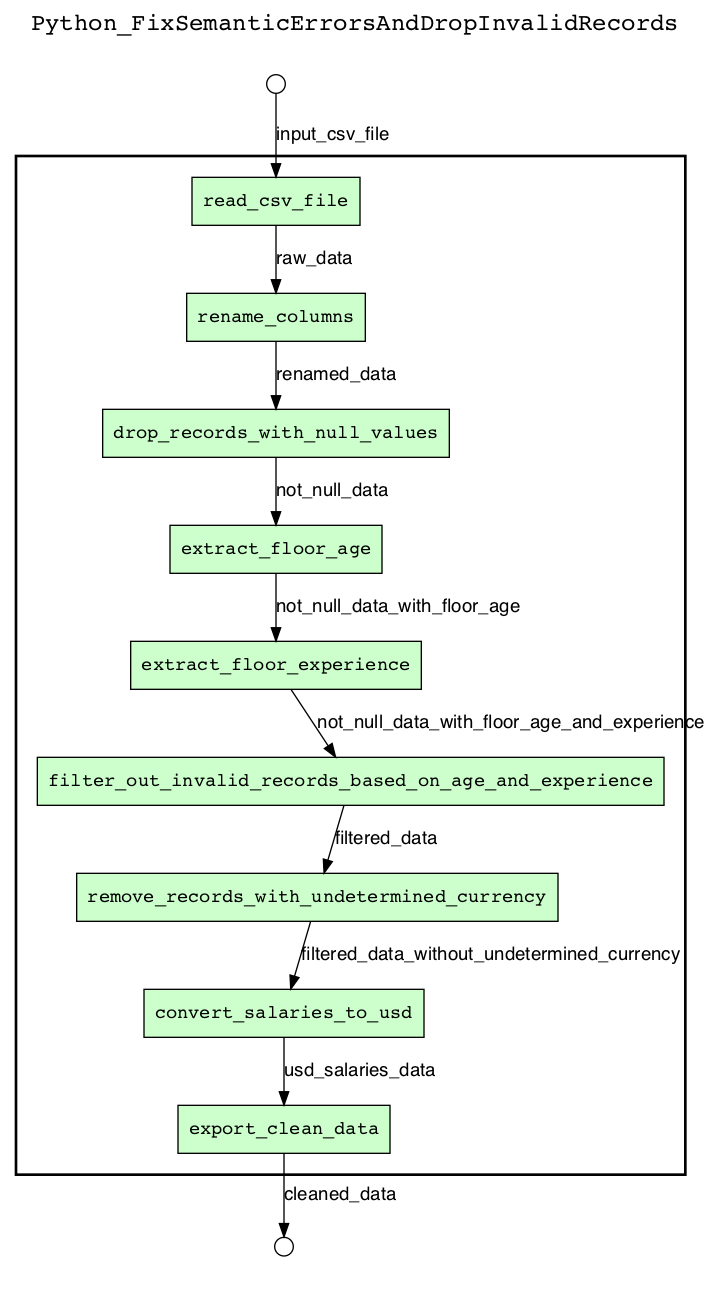 Python_FixSemanticErrorsAndDropInvalidRecords
input_csv_file
read_csv_file
raw_data
rename_columns
renamed_data
drop_records_with_null_values
not_null_data
extract_floor_age
not_null_data_with_floor_age
extract_floor_experience
not_null_data_with_floor_age_and_experience
filter_out_invalid_records_based_on_age_and_experience
filtered_data
remove_records_with_undetermined_currency
filtered_data_without_undetermined_currency
convert_salaries_to_usd
usd_salaries_data
export_clean_data
cleaned_data